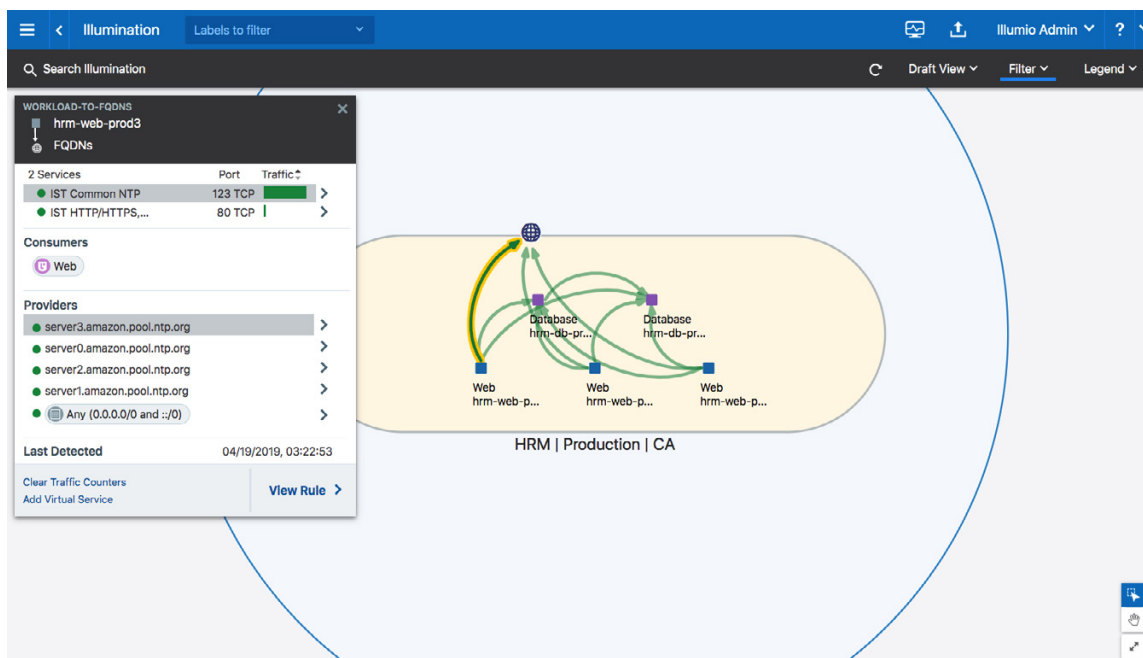 Illumination
Labels to filter
Illumio Admin
?
Search Illumination
Draft View
Filter
Legend
WORKLOAD-TO-FQDNS
hrm-web-prod3
FQDNs
2 Services Port Traffic
IST Common NTP 123 TCP
IST HTTP/HTTPS,... 80 TCP
Consumers
Web
Providers
server3.amazon.pool.ntp.org
server0.amazon.pool.ntp.org
server2.amazon.pool.ntp.org
server1.amazon.pool.ntp.org
Any (0.0.0.0/0 and ::/0)
Last Detected 04/19/2019, 03:22:53
Clear Traffic Counters
Add Virtual Service
View Rule
Database
hrm-db-pr...
Database
hrm-db-pr...
Web
hrm-web-p...
Web
hrm-web-p...
Web
hrm-web-p...
HRM | Production | CA